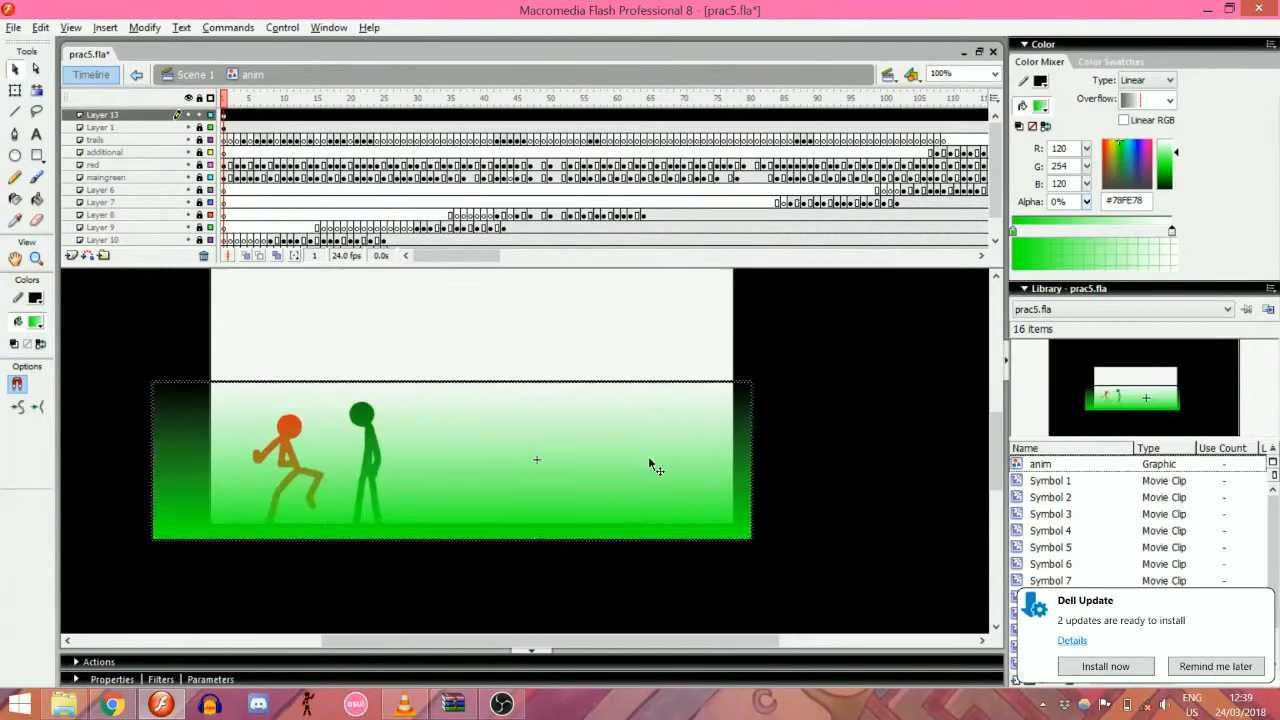 Macromedia Flash Professional 8 - [prac5.fla*]
File Edit View Insert Modify Text Commands Control Window Help
Tools
View
Colors
Options
prac5.fla*
Timeline
Scene 1
anim
100%
5 10 15 20 25 30 35 40 45 50 55 60 65 70 75 80 85 90 95 100 105 110 11
Layer 13
Layer 1
trails
additional
red
maingreen
Layer 6
Layer 7
Layer 8
Layer 9
Layer 10
1 24.0 fps 0.0s
Actions
Properties Filters Parameters
Color
Color Mixer Color Swatches
Type: Linear
Overflow:
Linear RGB
R: 120
G: 254
B: 120
Alpha: 0% #78FE78
Library - prac5.fla
prac5.fla
16 items
Name Type Use Count L
anim Graphic -
Symbol 1 Movie Clip -
Symbol 2 Movie Clip -
Symbol 3 Movie Clip -
Symbol 4 Movie Clip -
Symbol 5 Movie Clip -
Symbol 6 Movie Clip -
Symbol 7 Movie Clip -
Dell Update
2 updates are ready to install
Details
Install now Remind me later
osu!
ENG
US
12:39
24/03/2018